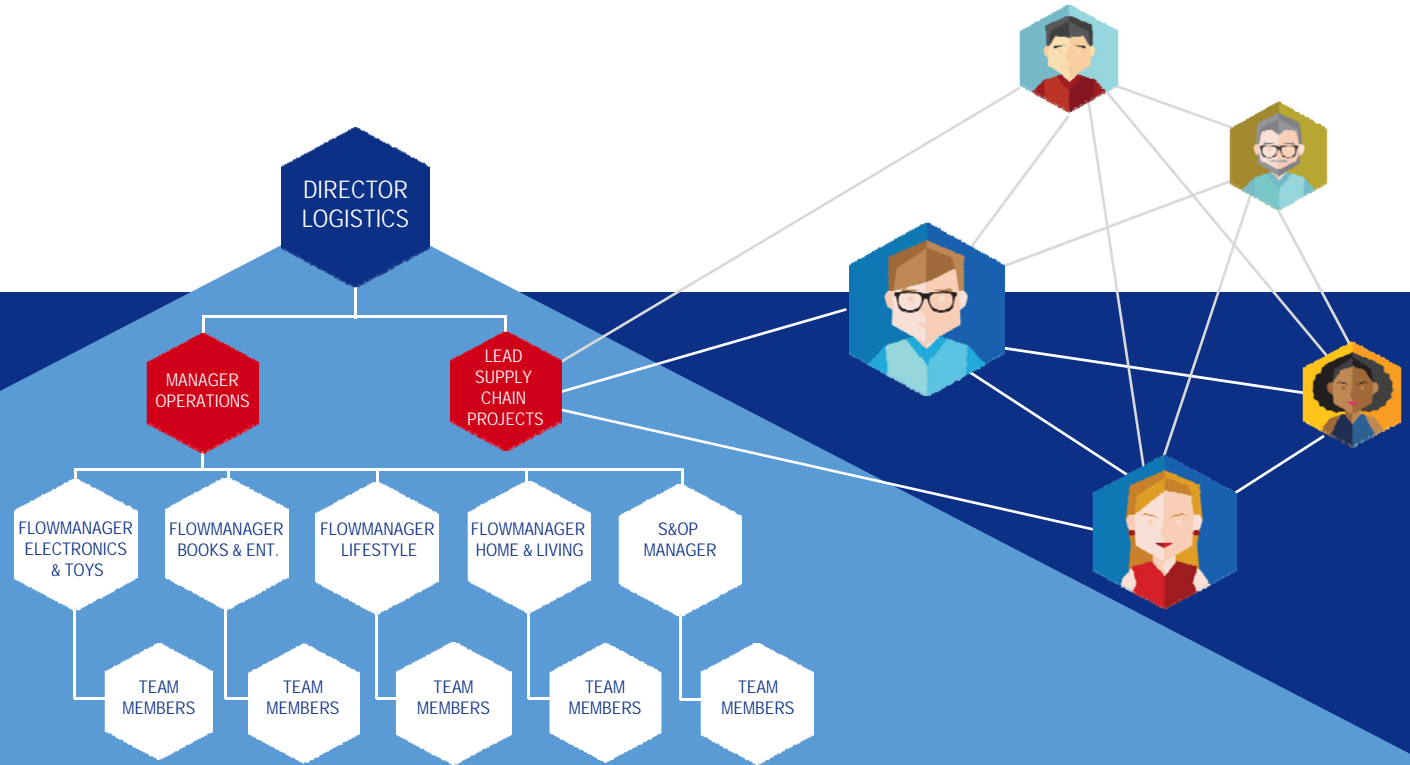 DIRECTOR
LOGISTICS
MANAGER
OPERATIONS
LEAD
SUPPLY
CHAIN
PROJECTS
FLOWMANAGER
ELECTRONICS
& TOYS
FLOWMANAGER
BOOKS & ENT.
FLOWMANAGER
LIFESTYLE
FLOWMANAGER
HOME & LIVING
S&OP
MANAGER
TEAM
MEMBERS
TEAM
MEMBERS
TEAM
MEMBERS
TEAM
MEMBERS
TEAM
MEMBERS